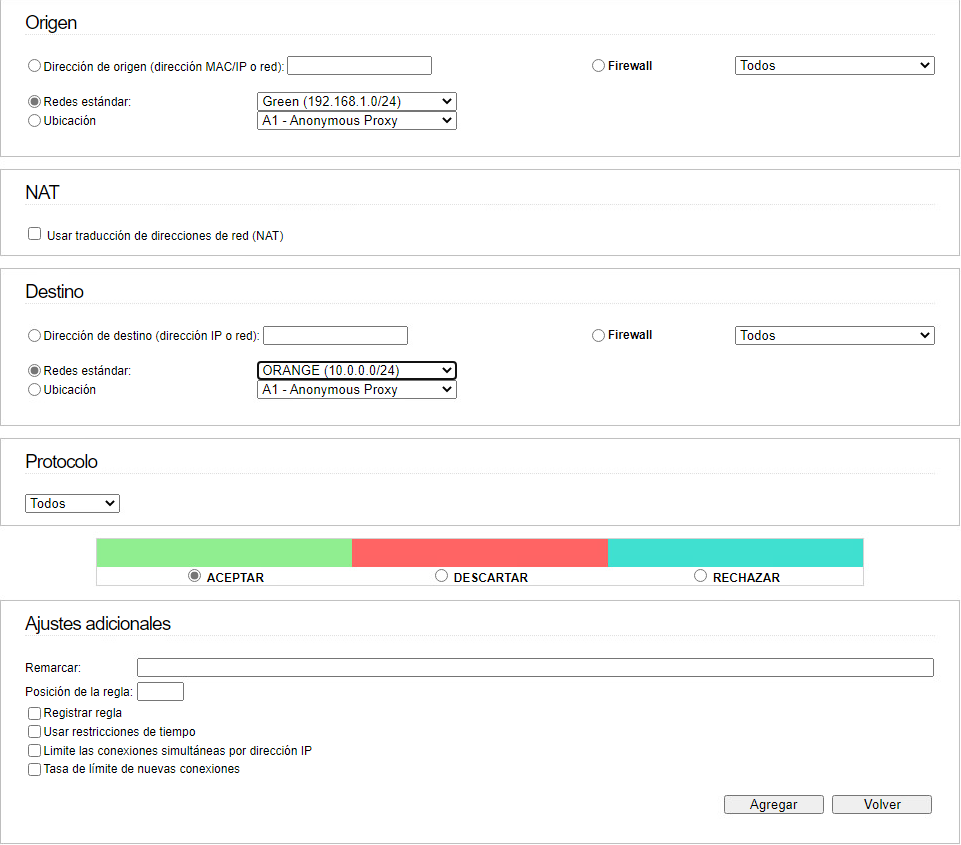 Origen
Dirección de origen (dirección MAC/IP o red): Firewall Todos
Redes estándar: Green (192.168.1.0/24)
Ubicación A1 - Anonymous Proxy
NAT
Usar traducción de direcciones de red (NAT)
Destino
Dirección de destino (dirección IP o red): Firewall Todos
Redes estándar: ORANGE (10.0.0.0/24)
Ubicación A1 - Anonymous Proxy
Protocolo
Todos
ACEPTAR DESCARTAR RECHAZAR
Ajustes adicionales
Remarcar:
Posición de la regla:
Registrar regla
Usar restricciones de tiempo
Limite las conexiones simultáneas por dirección IP
Tasa de límite de nuevas conexiones
Agregar Volver